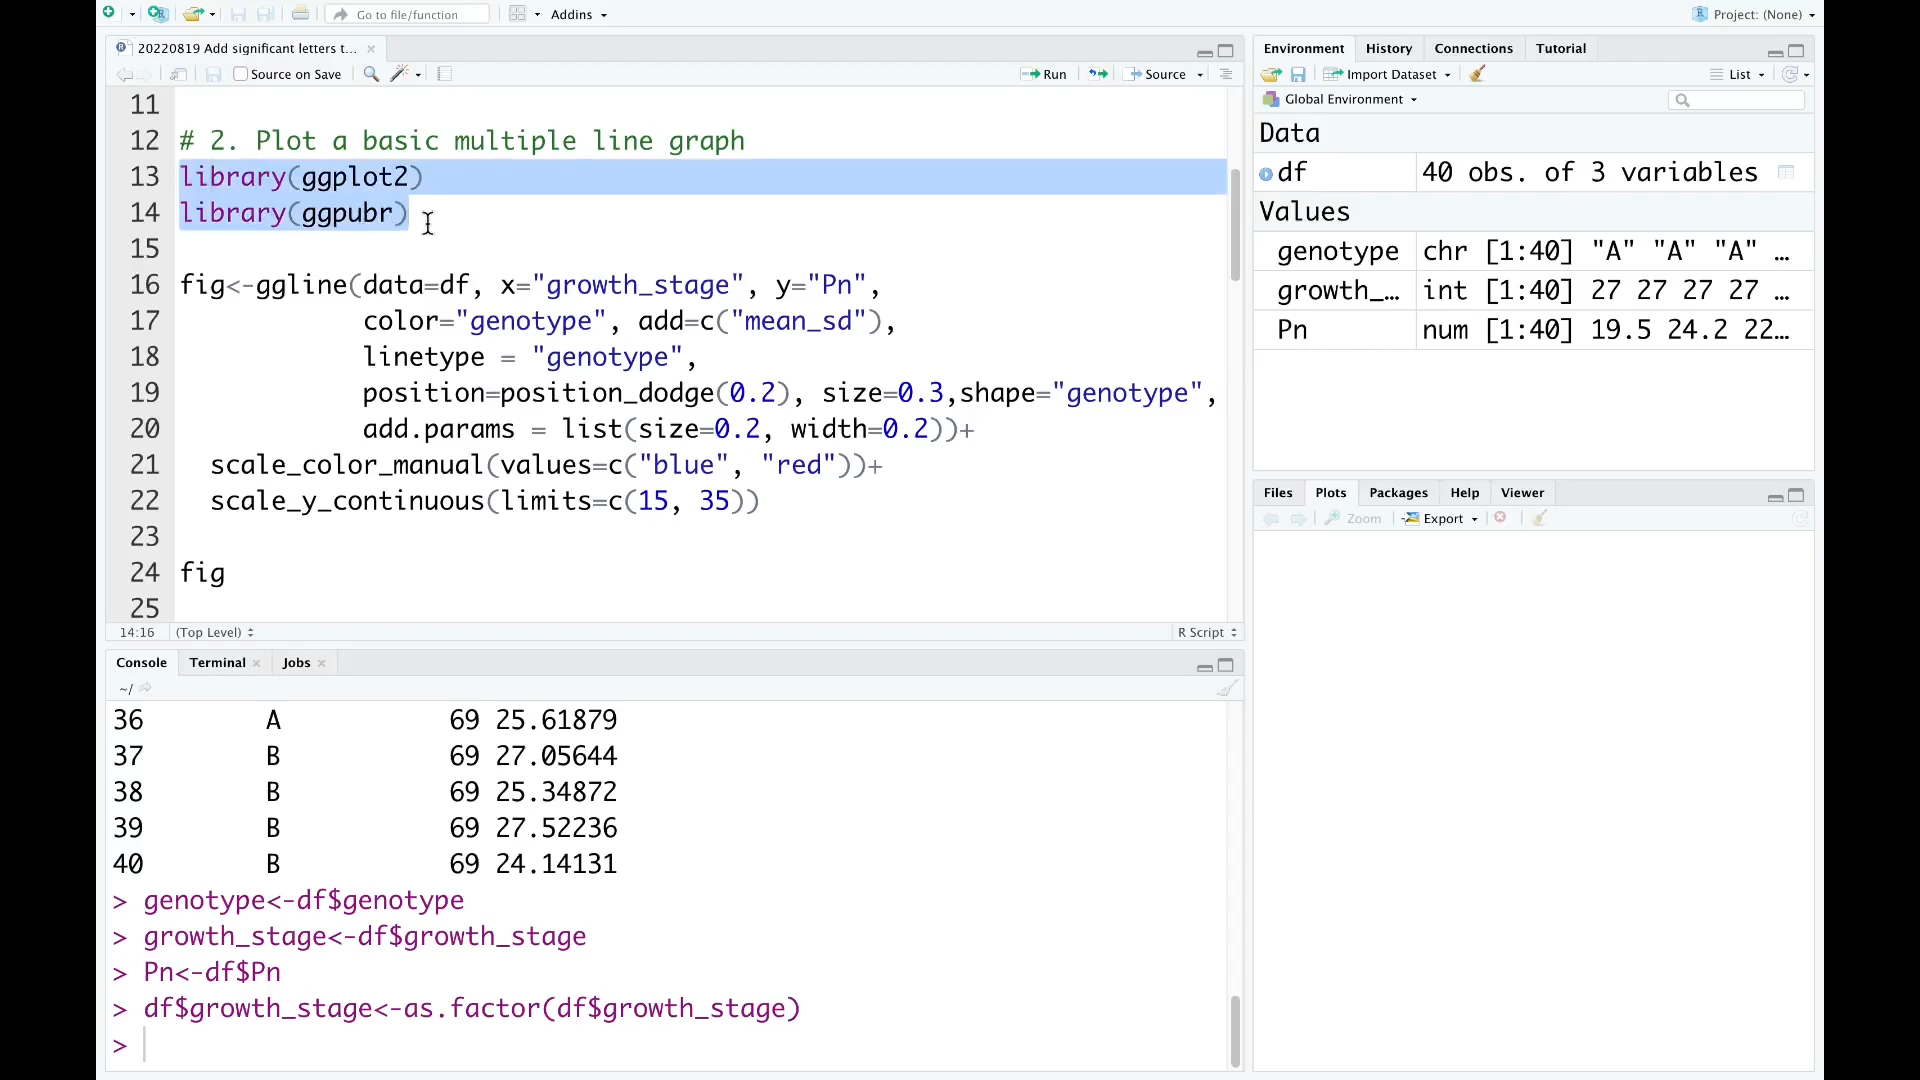 Go to file/function
Addins
Project: (None)
20220819 Add significant letters t...
Source on Save
Run
Source
11
12 # 2. Plot a basic multiple line graph
13 library(ggplot2)
14 library(ggpubr)
15
16 fig<-ggline(data=df, x="growth_stage", y="Pn",
17 color="genotype", add=c("mean_sd"),
18 linetype = "genotype",
19 position=position_dodge(0.2), size=0.3,shape="genotype",
20 add.params = list(size=0.2, width=0.2))+
21 scale_color_manual(values=c("blue", "red"))+
22 scale_y_continuous(limits=c(15, 35))
23
24 fig
25
14:16 (Top Level) R Script
Console Terminal Jobs
~/
36 A 69 25.61879
37 B 69 27.05644
38 B 69 25.34872
39 B 69 27.52236
40 B 69 24.14131
> genotype<-df$genotype
> growth_stage<-df$growth_stage
> Pn<-df$Pn
> df$growth_stage<-as.factor(df$growth_stage)
>
Environment History Connections Tutorial
Import Dataset List
Global Environment
Data
df 40 obs. of 3 variables
Values
genotype chr [1:40] "A" "A" "A" …
growth_… int [1:40] 27 27 27 27 …
Pn num [1:40] 19.5 24.2 22…
Files Plots Packages Help Viewer
Zoom Export